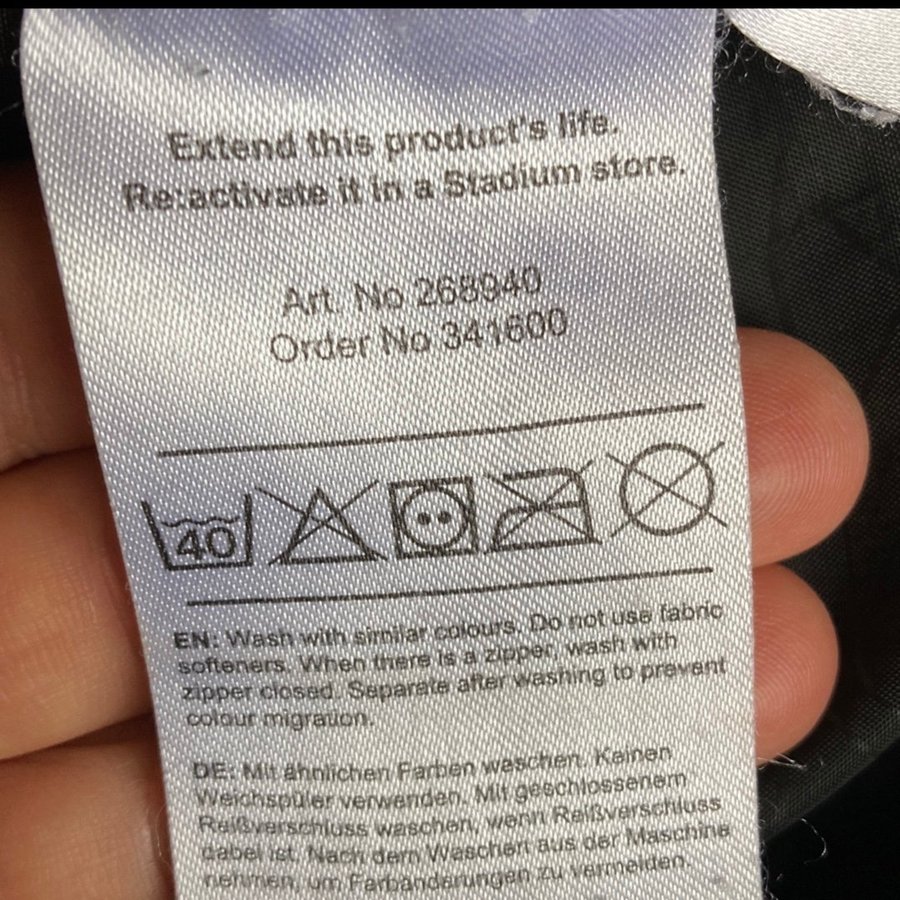 Extend this product's life.
Re:activate it in a Stadium store.
Art. No 268940
Order No 341600
40
EN: Wash with similar colours. Do not use fabric
softeners. When there is a zipper, wash with
zipper closed. Separate after washing to prevent
colour migration.
DE: Mit ähnlichen Farben waschen. Keinen
Weichspüler verwenden. Mit geschlossenem
Reißverschluss waschen, wenn Reißverschluss
dabei ist. Nach dem Waschen aus der Maschine
nehmen, um Farbänderungen zu vermeiden.